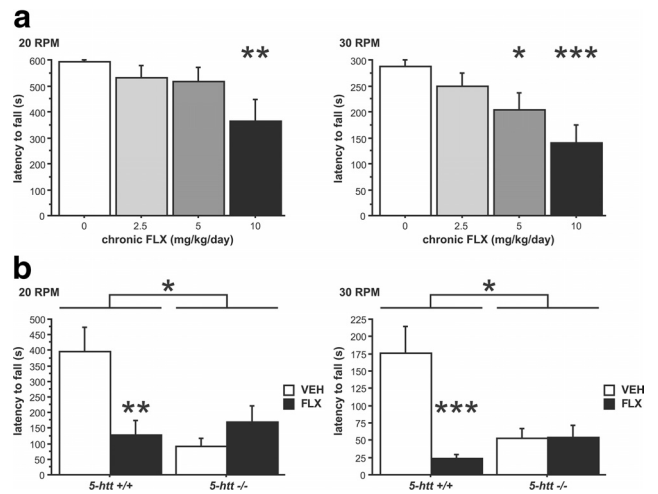 a
20 RPM
**
latency to fall (s)
600
500
400
300
200
100
0
0 2.5 5 10
chronic FLX (mg/kg/day)
30 RPM
* ***
latency to fall (s)
300
250
200
150
100
50
0
0 2.5 5 10
chronic FLX (mg/kg/day)
b
20 RPM
*
latency to fall (s)
500
450
400
350
300
250
200
150
100
50
0
**
VEH
FLX
5-htt +/+ 5-htt -/-
30 RPM
*
latency to fall (s)
225
200
175
150
125
100
75
50
25
0
***
VEH
FLX
5-htt +/+ 5-htt -/-